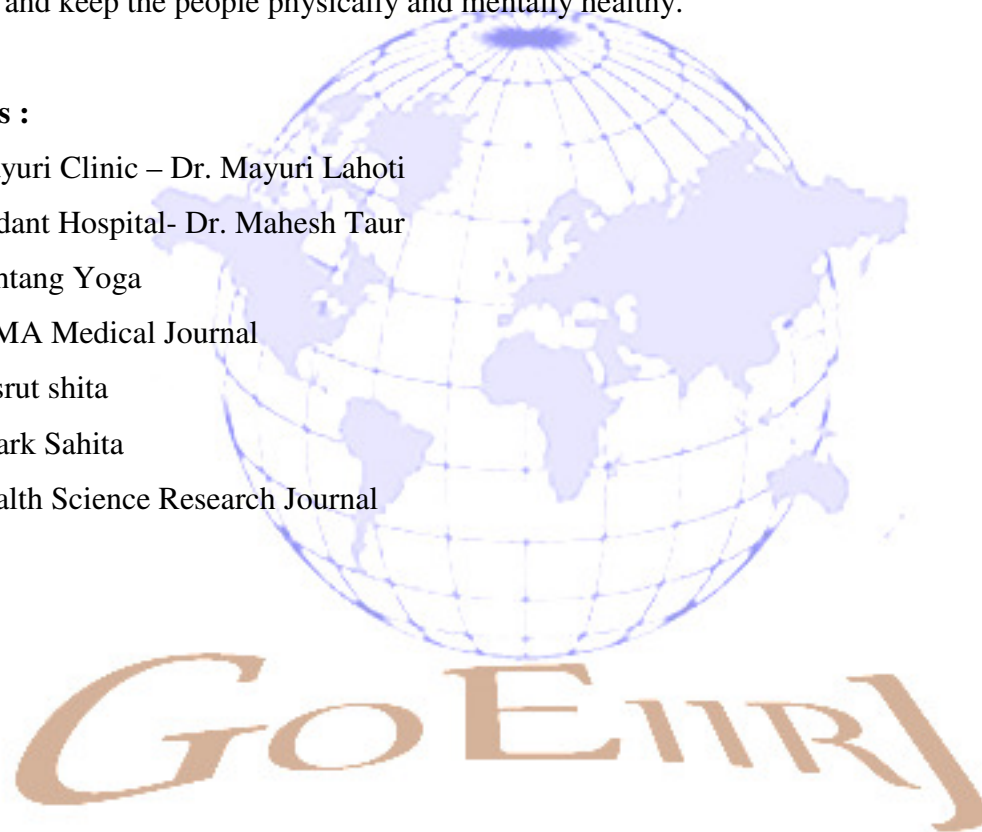 and keep the people physically and mentally healthy.
s :
yuri Clinic – Dr. Mayuri Lahoti
dant Hospital- Dr. Mahesh Taur
ntang Yoga
MA Medical Journal
srut shita
ark Sahita
alth Science Research Journal
GOEIIRJ